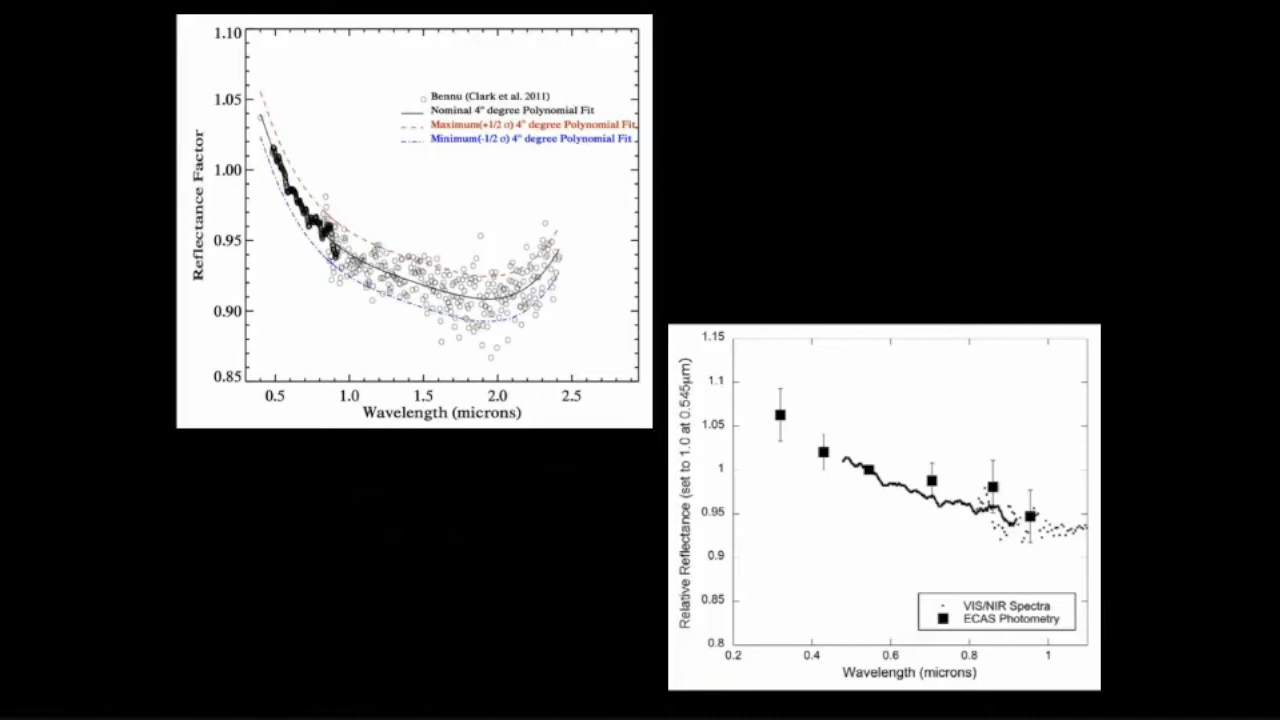 1.10
1.05
1.00
0.95
0.90
0.85
Reflectance Factor
Bennu (Clark et al. 2011)
Nominal 4° degree Polynomial Fit
Maximum(+1/2 σ) 4° degree Polynomial Fit
Minimum(-1/2 σ) 4° degree Polynomial Fit
0.5 1.0 1.5 2.0 2.5
Wavelength (microns)
1.15
1.1
1.05
1
0.95
0.9
0.85
0.8
Relative Reflectance (set to 1.0 at 0.545µm)
VIS/NIR Spectra
ECAS Photometry
0.2 0.4 0.6 0.8 1
Wavelength (microns)